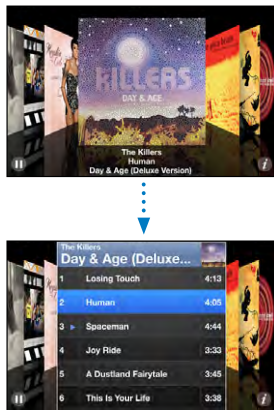 KILLERS
DAY & AGE
The Killers
Human
Day & Age (Deluxe Version)
The Killers
Day & Age (Deluxe...
1 Losing Touch 4:13
2 Human 4:05
3 Spaceman 4:44
4 Joy Ride 3:33
5 A Dustland Fairytale 3:45
6 This Is Your Life 3:38